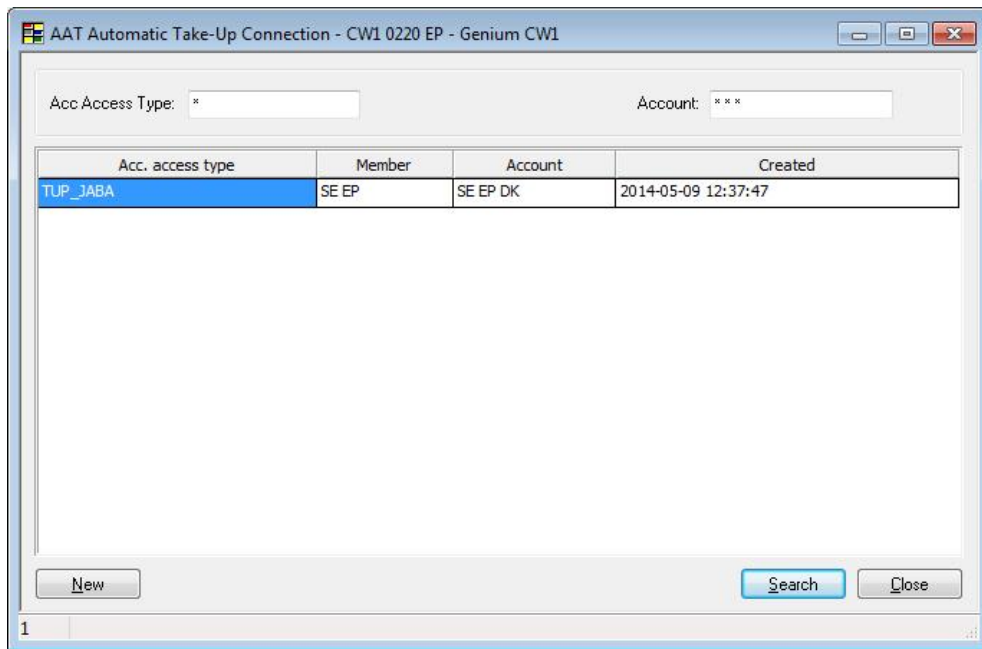 AAT Automatic Take-Up Connection - CW1 0220 EP - Genium CW1
Acc Access Type: * Account: * * *
Acc. access type Member Account Created
TUP_JABA SE EP SE EP DK 2014-05-09 12:37:47
New Search Close
1